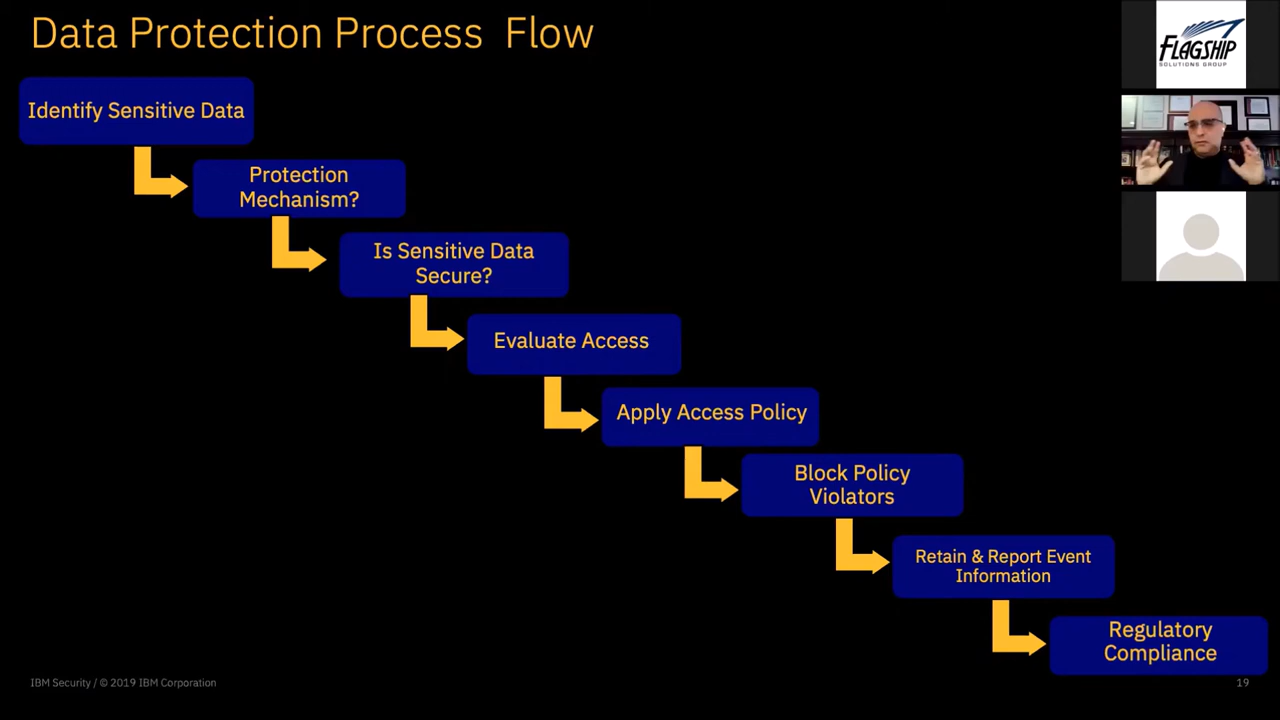 Data Protection Process Flow
Identify Sensitive Data
Protection
Mechanism?
Is Sensitive Data
Secure?
Evaluate Access
Apply Access Policy
Block Policy
Violators
Retain & Report Event
Information
Regulatory
Compliance
IBM Security / © 2019 IBM Corporation
19
FLAGSHIP
SOLUTIONS GROUP